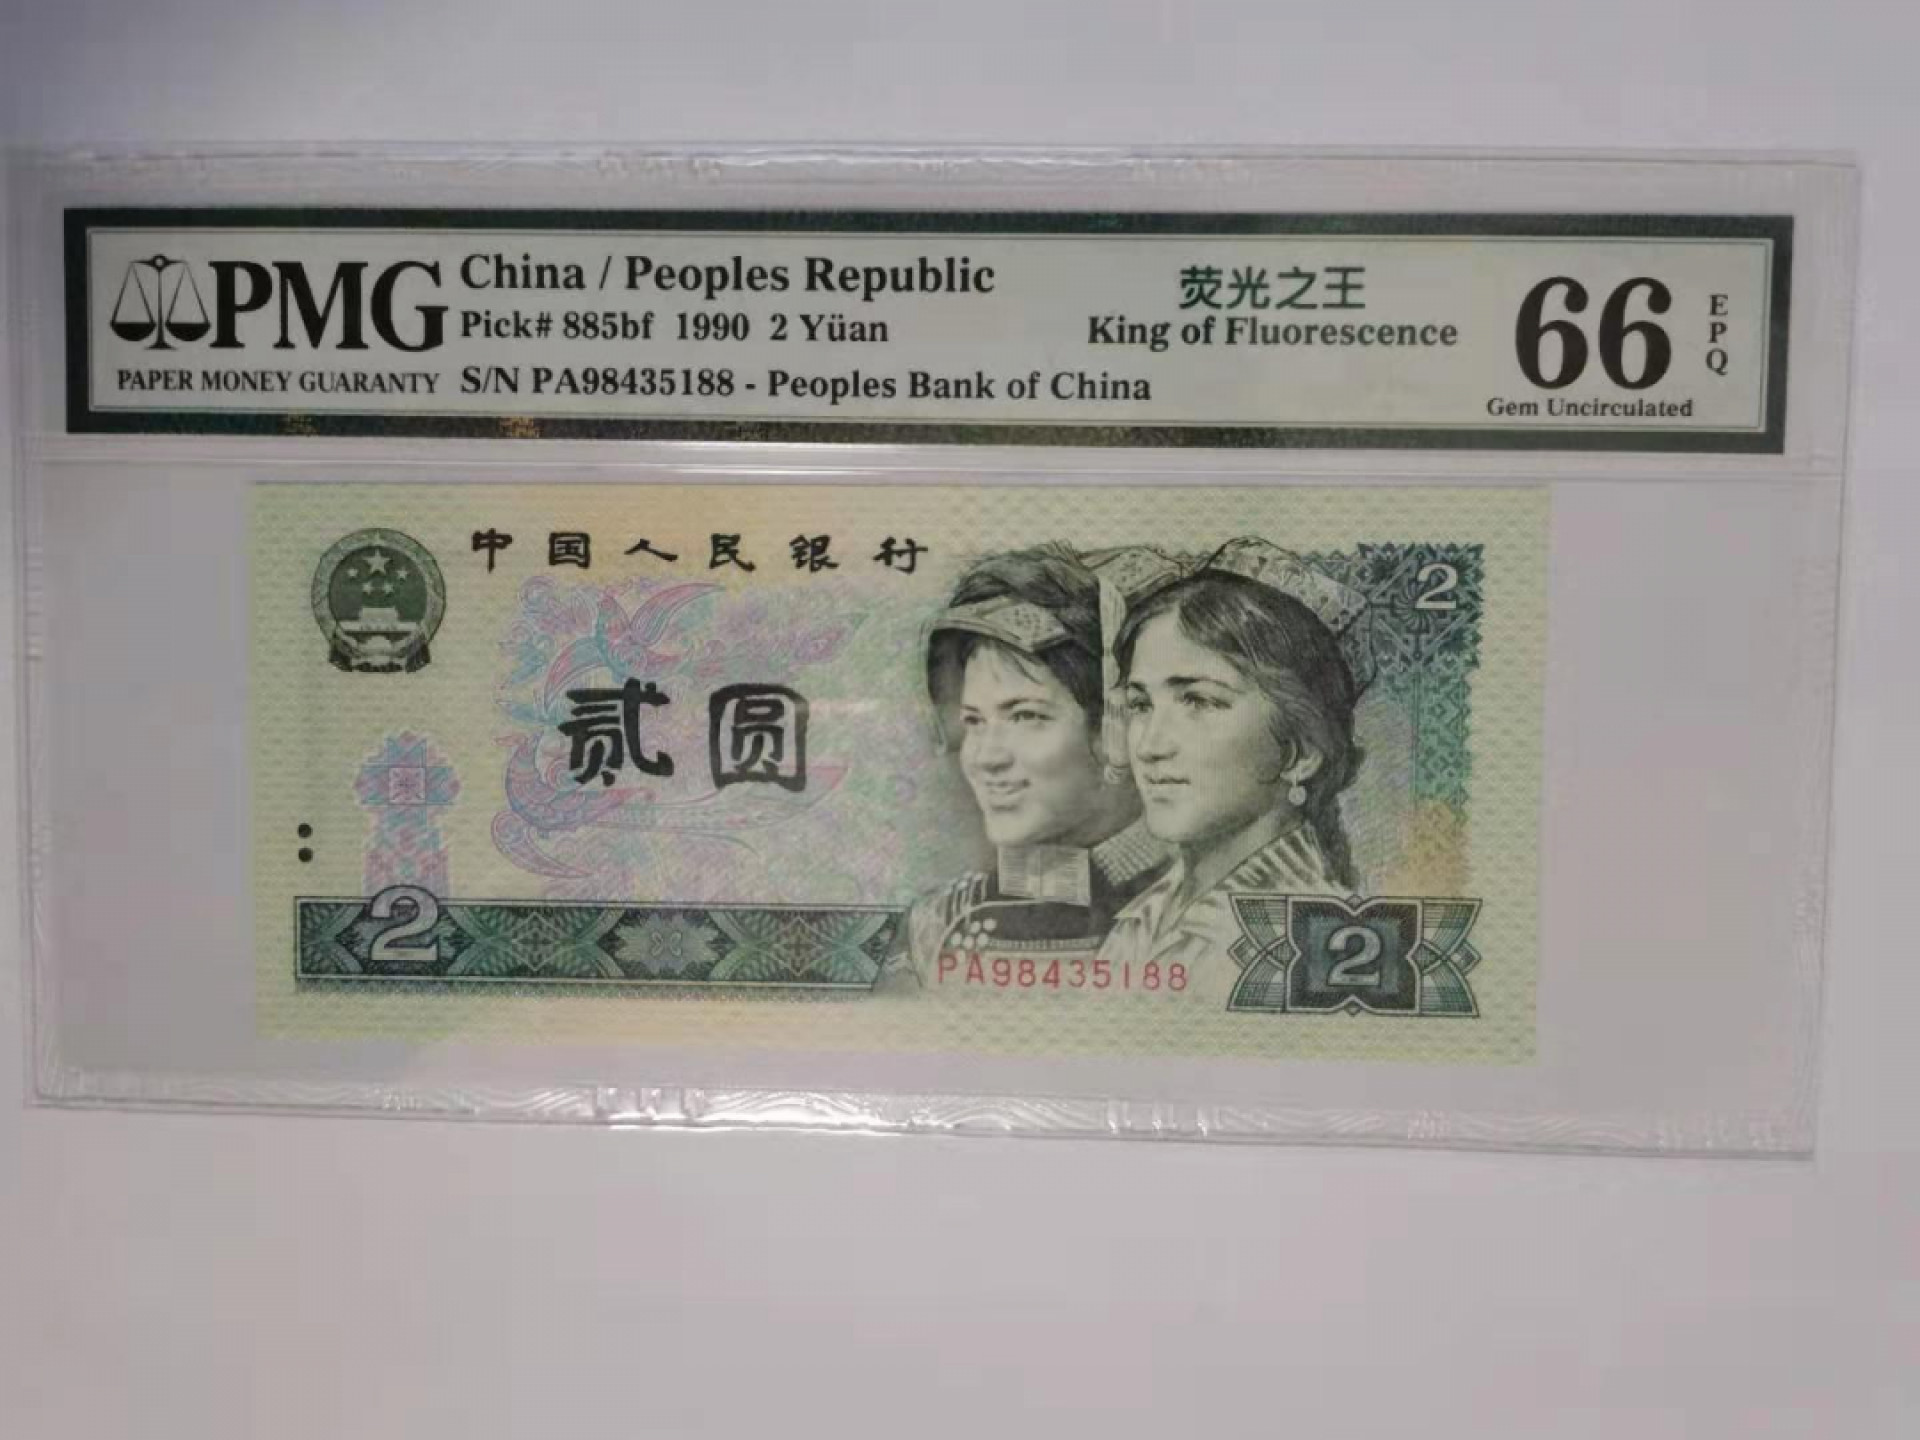 PMG
PAPER MONEY GUARANTY
China / Peoples Republic
Pick# 885bf 1990 2 Yüan
S/N PA98435188 - Peoples Bank of China
荧光之王
King of Fluorescence
66
EPQ
Gem Uncirculated
中国人民银行
2
贰圆
2
PA98435188
2